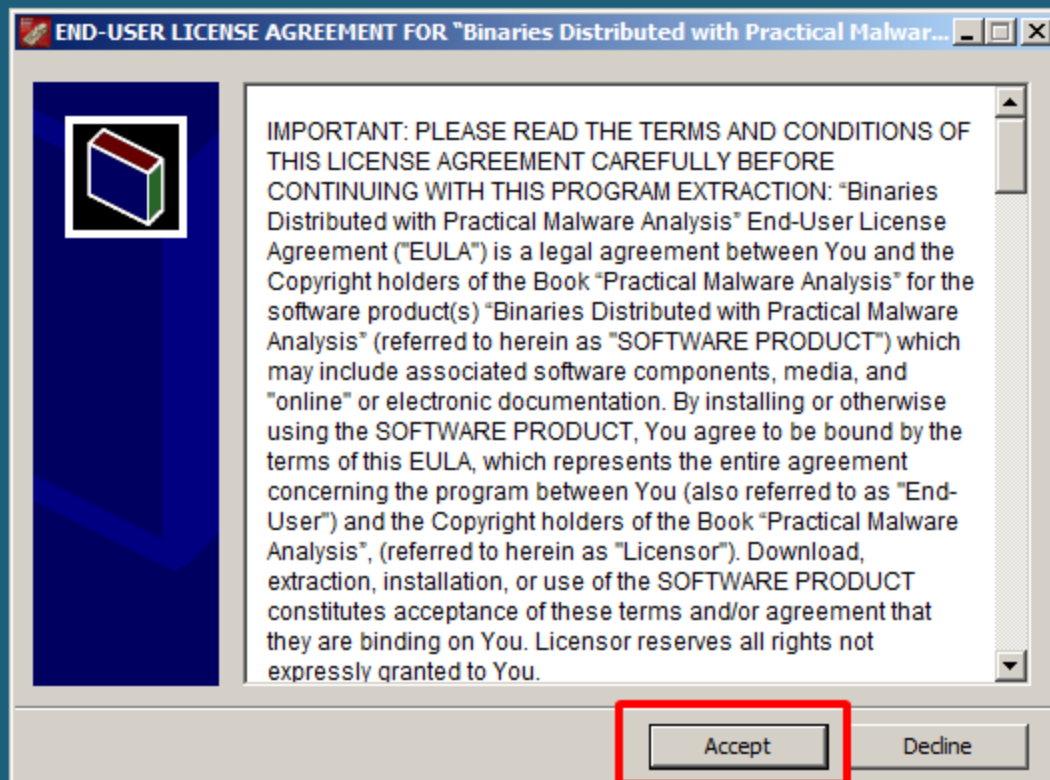 END-USER LICENSE AGREEMENT FOR "Binaries Distributed with Practical Malwar...
IMPORTANT: PLEASE READ THE TERMS AND CONDITIONS OF
THIS LICENSE AGREEMENT CAREFULLY BEFORE
CONTINUING WITH THIS PROGRAM EXTRACTION: “Binaries
Distributed with Practical Malware Analysis” End-User License
Agreement ("EULA") is a legal agreement between You and the
Copyright holders of the Book “Practical Malware Analysis” for the
software product(s) “Binaries Distributed with Practical Malware
Analysis” (referred to herein as "SOFTWARE PRODUCT") which
may include associated software components, media, and
"online" or electronic documentation. By installing or otherwise
using the SOFTWARE PRODUCT, You agree to be bound by the
terms of this EULA, which represents the entire agreement
concerning the program between You (also referred to as "End-
User") and the Copyright holders of the Book “Practical Malware
Analysis”, (referred to herein as "Licensor"). Download,
extraction, installation, or use of the SOFTWARE PRODUCT
constitutes acceptance of these terms and/or agreement that
they are binding on You. Licensor reserves all rights not
expressly granted to You.
Accept
Decline